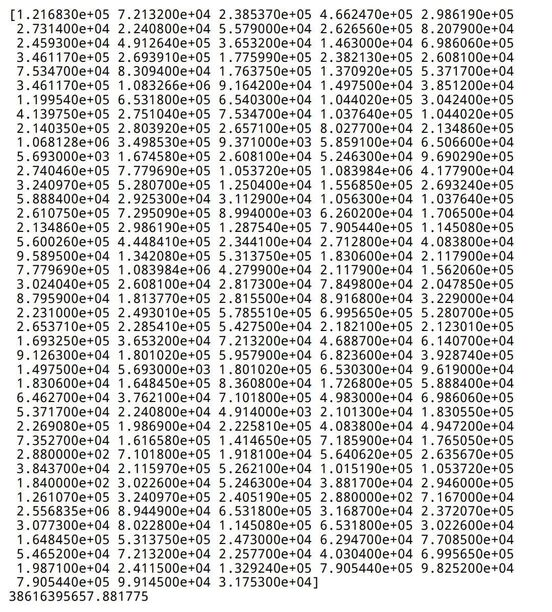 [1.216830e+05 7.213200e+04 2.385370e+05 4.662470e+05 2.986190e+05
2.731400e+04 2.240800e+04 5.579000e+04 2.626560e+05 8.207900e+04
2.459300e+04 4.912640e+05 3.653200e+04 1.463000e+04 6.986060e+05
3.461170e+05 2.693910e+05 1.775990e+05 2.382130e+05 2.608100e+04
7.534700e+04 8.309400e+04 1.763750e+05 1.370920e+05 5.371700e+04
3.461170e+05 1.083266e+06 9.164200e+04 1.497500e+04 3.851200e+04
1.199540e+05 6.531800e+04 6.540300e+04 1.044020e+05 3.042400e+04
4.139750e+05 2.751040e+05 7.534700e+04 1.037640e+05 1.044020e+05
2.140350e+05 2.803920e+05 2.657100e+05 8.027700e+04 2.134860e+05
1.068128e+06 3.498530e+05 9.371000e+03 5.859100e+04 6.506600e+04
5.693000e+03 1.674580e+05 2.608100e+04 5.246300e+04 9.690290e+05
2.740460e+05 7.779690e+05 1.053720e+05 1.083984e+06 4.177900e+04
3.240970e+05 5.280700e+05 1.250400e+04 1.556850e+05 2.693240e+05
5.888400e+04 2.925300e+04 3.112900e+04 1.056300e+04 1.037640e+05
2.610750e+05 7.295090e+05 8.994000e+03 6.260200e+04 1.706500e+04
2.134860e+05 2.986190e+05 1.287540e+05 7.905440e+05 1.145080e+05
5.600260e+05 4.448410e+05 2.344100e+04 2.712800e+04 4.083800e+04
9.589500e+04 1.342080e+05 5.313750e+05 1.830600e+04 2.117900e+04
7.779690e+05 1.083984e+06 4.279900e+04 2.117900e+04 1.562060e+04
3.024040e+05 2.608100e+04 2.817300e+04 7.849800e+04 2.047850e+05
8.795900e+04 1.813770e+04 2.815500e+04 8.916800e+04 3.229000e+04
2.231000e+05 2.493010e+05 5.785510e+05 6.995650e+05 5.280700e+05
2.653710e+05 2.285410e+05 5.427500e+04 2.182100e+05 2.123010e+05
1.693250e+05 3.653200e+04 7.213200e+04 4.688700e+04 6.140700e+04
9.126300e+04 1.801020e+05 5.957900e+04 6.823600e+04 3.928740e+05
1.497500e+04 5.693000e+03 1.801020e+05 6.530300e+04 9.619000e+04
1.830600e+04 1.648450e+05 8.360800e+04 1.726800e+05 5.888400e+04
6.462700e+04 3.762100e+04 7.101800e+05 4.983000e+04 6.986060e+05
5.371700e+04 2.240800e+04 4.914000e+03 2.101300e+04 1.830550e+04
2.269080e+05 1.986900e+04 2.225810e+05 4.083800e+04 4.947200e+04
7.352700e+04 1.616580e+05 1.414650e+05 7.185900e+04 1.765050e+04
2.880000e+02 7.101800e+05 1.918100e+04 5.640620e+05 2.635670e+04
3.843700e+04 2.115970e+05 5.262100e+04 1.015190e+05 1.053720e+05
1.840000e+02 3.022600e+04 5.246300e+04 3.881700e+04 2.946000e+04
1.261070e+05 3.240970e+05 2.405190e+05 2.880000e+02 7.167000e+04
2.556835e+06 8.944900e+04 6.531800e+04 3.168700e+04 2.372070e+04
3.077300e+04 8.022800e+04 1.145080e+05 6.531800e+04 3.022600e+04
1.648450e+05 5.313750e+05 2.473000e+04 6.294700e+04 7.708500e+04
5.465200e+04 7.213200e+04 2.257700e+04 4.030400e+04 6.995650e+05
1.987100e+04 2.411500e+04 1.329240e+05 7.905440e+05 9.825200e+04
7.905440e+05 9.914500e+04 3.175300e+04]
38616395657.881775